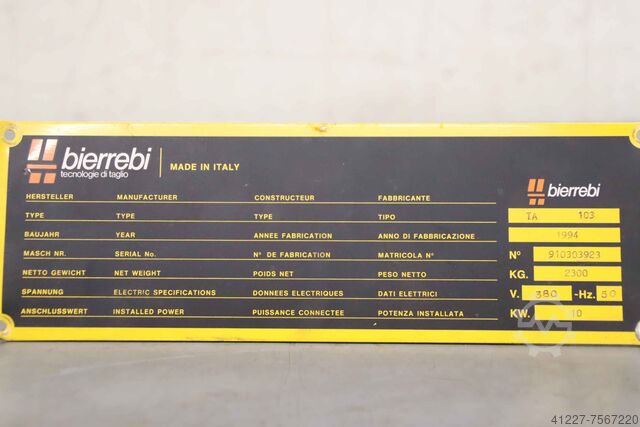 bierrebi
tecnologie di taglio
MADE IN ITALY
HERSTELLER MANUFACTURER CONSTRUCTEUR FABBRICANTE bierrebi
TYPE TYPE TYPE TIPO TA 103
BAUJAHR YEAR ANNEE FABRICATION ANNO DI FABBRICAZIONE 1994
MASCH NR. SERIAL No. N° DE FABRICATION MATRICOLA N° N° 910303923
NETTO GEWICHT NET WEIGHT POIDS NET PESO NETTO KG. 2300
SPANNUNG ELECTRIC SPECIFICATIONS DONNEES ELECTRIQUES DATI ELETTRICI V. 380 -Hz. 50
ANSCHLUSSWERT INSTALLED POWER PUISSANCE CONNECTEE POTENZA INSTALLATA KW. 10
41227-7567220